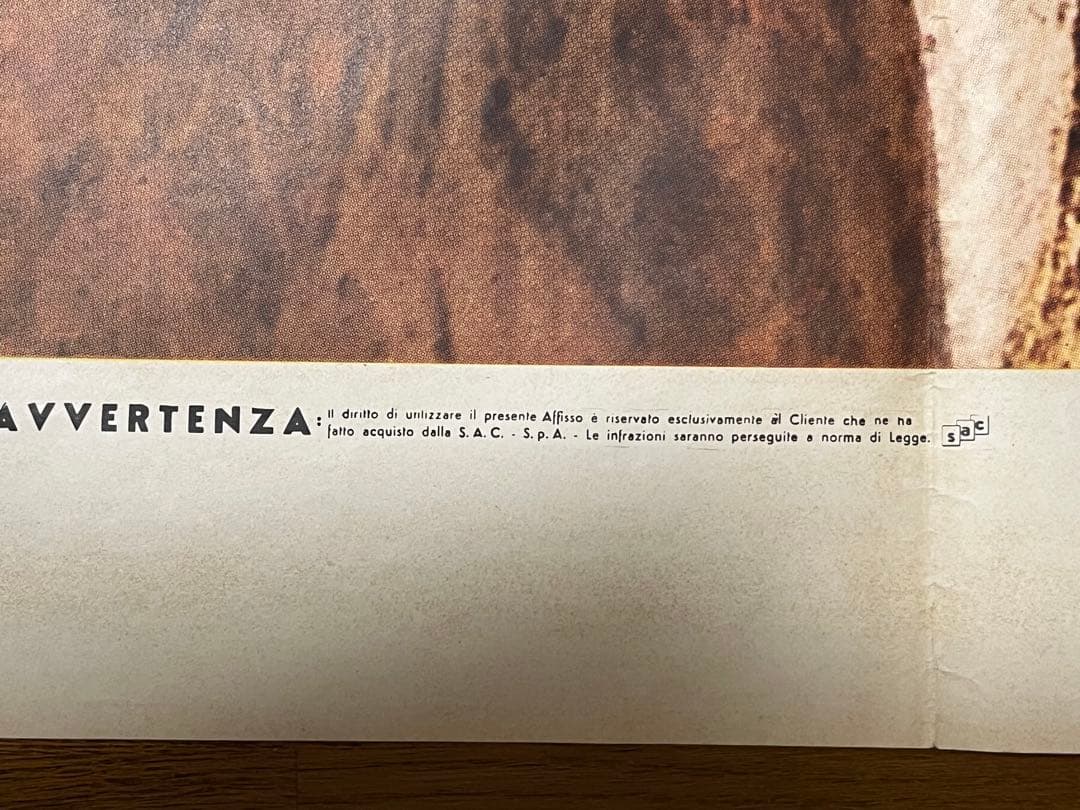 AVVERTENZA: Il diritto di utilizzare il presente Affisso è riservato esclusivamente al Cliente che ne ha
fatto acquisto dalla S.A.C. - S.p.A. - Le infrazioni saranno perseguite a norma di Legge.
sac